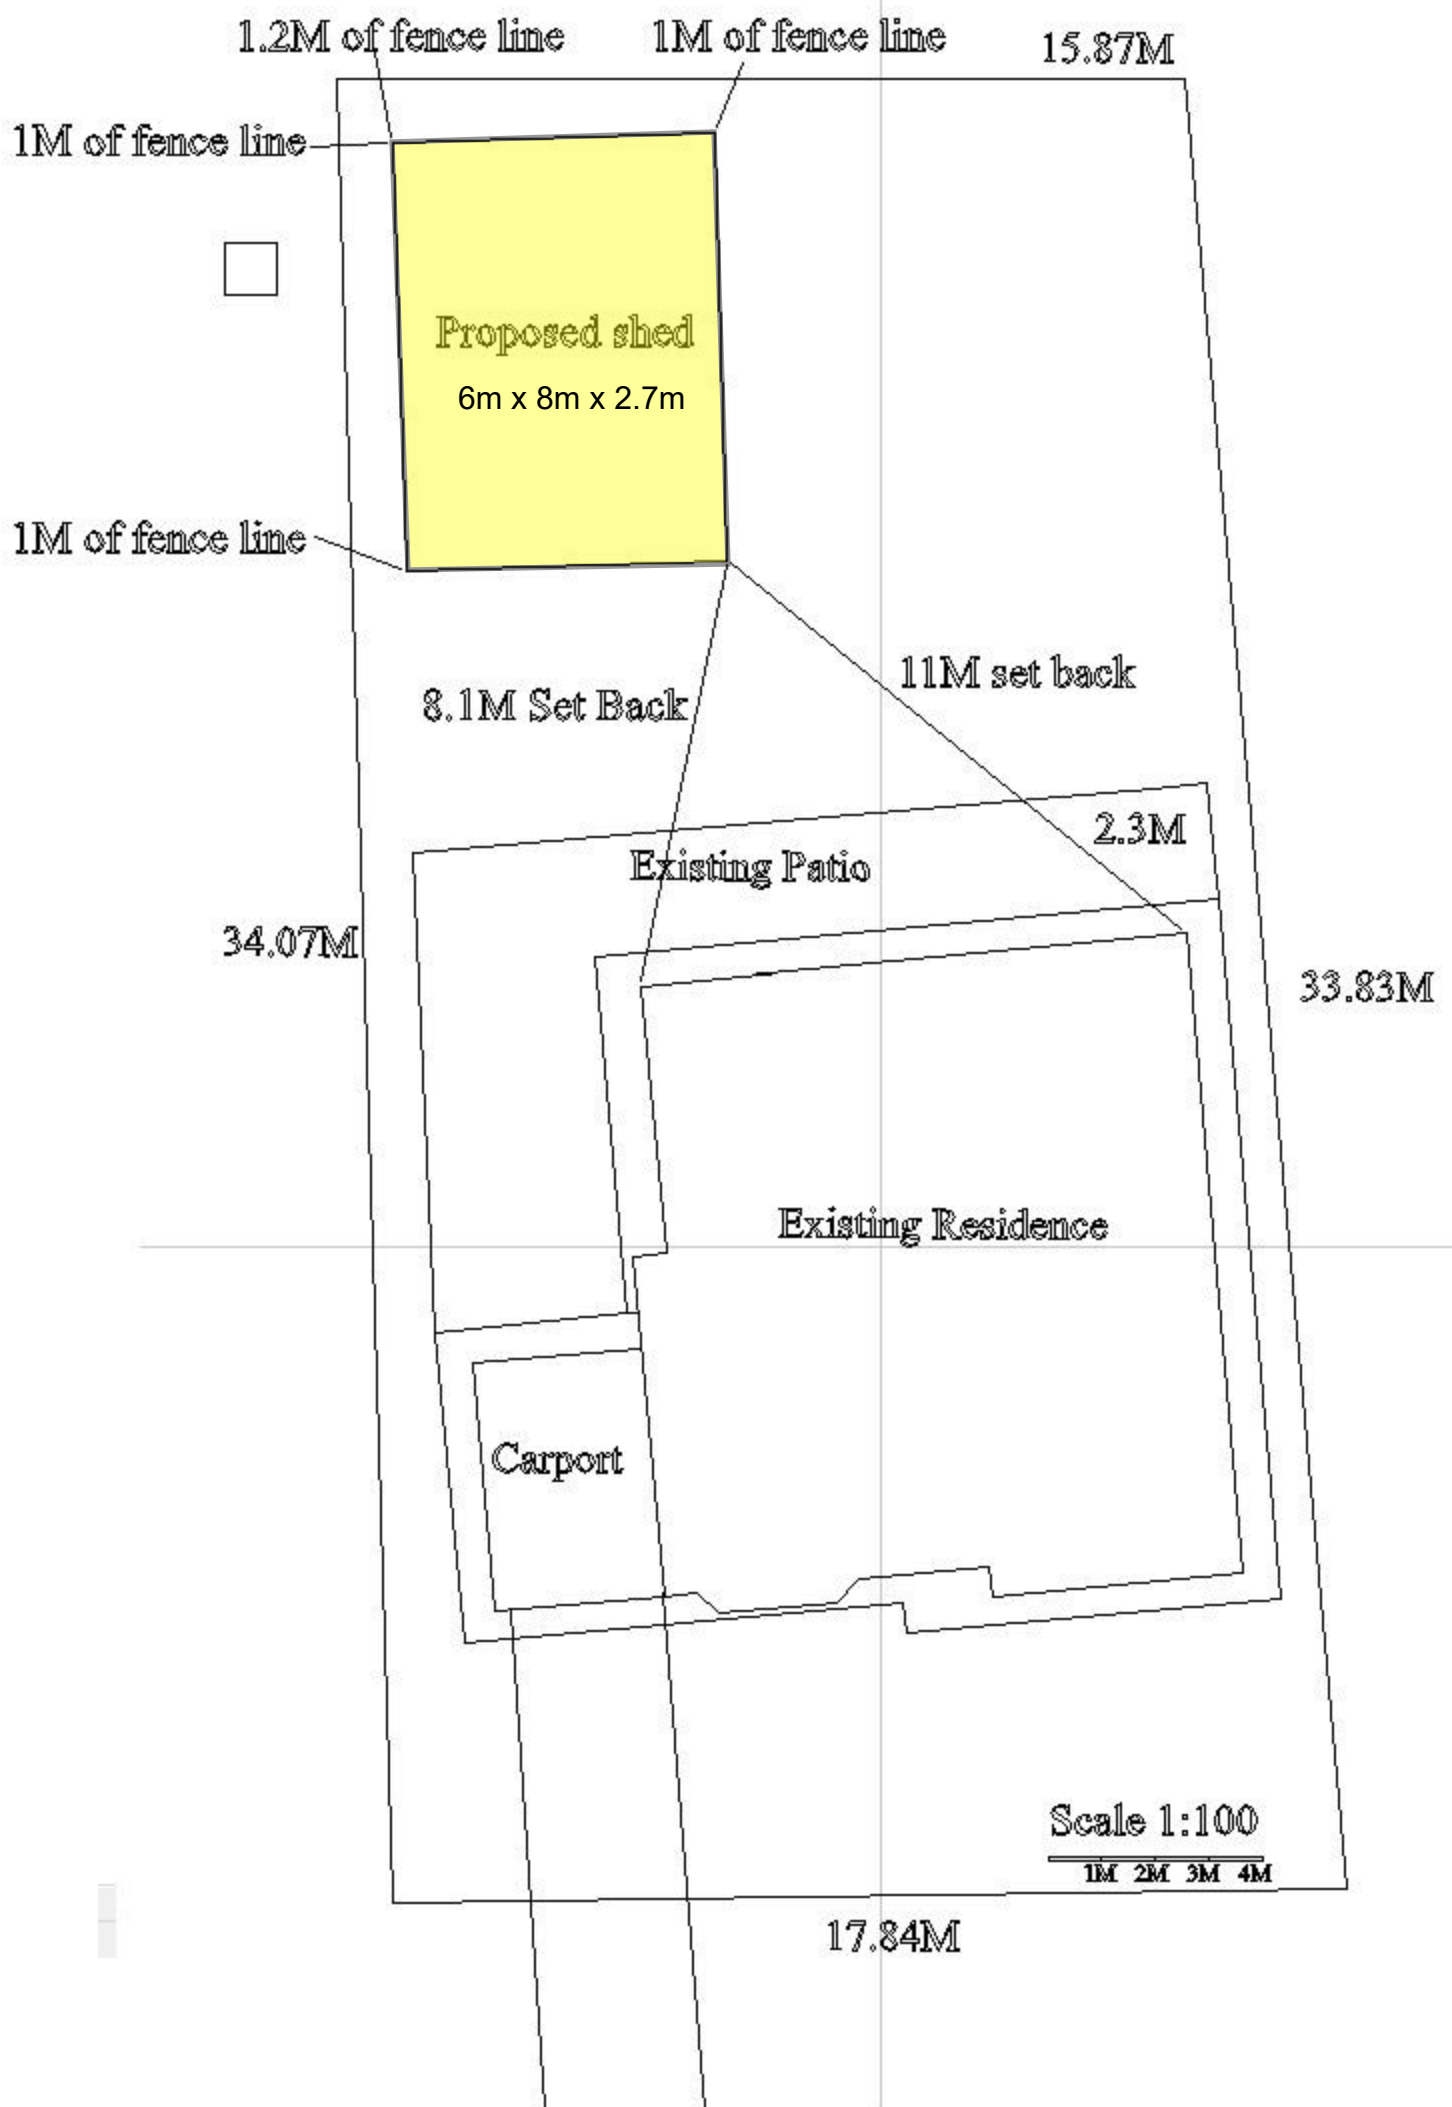 1.2M of fence line
1M of fence line
15.87M
1M of fence line
Proposed shed
6m x 8m x 2.7m
1M of fence line
11M set back
8.1M Set Back
2.3M
Existing Patio
34.07M
33.83M
Existing Residence
Carport
Scale 1:100
1M 2M 3M 4M
17.84M